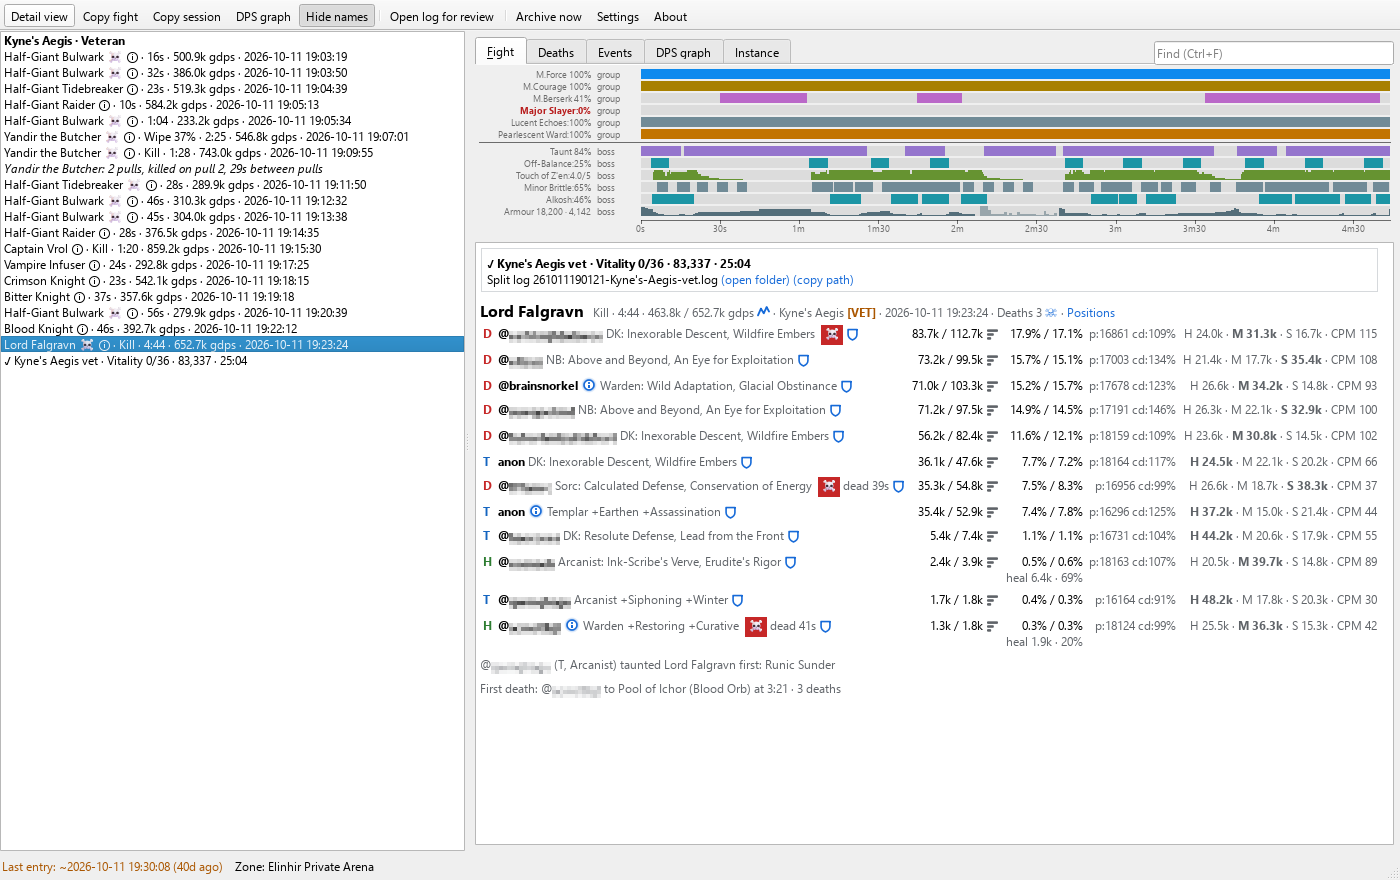 Detail view Copy fight Copy session DPS graph Hide names Open log for review Archive now Settings About
Kyne's Aegis · Veteran
Half-Giant Bulwark · 16s · 500.9k gdps · 2026-10-11 19:03:19
Half-Giant Bulwark · 32s · 386.0k gdps · 2026-10-11 19:03:50
Half-Giant Tidebreaker · 23s · 519.3k gdps · 2026-10-11 19:04:39
Half-Giant Raider · 10s · 584.2k gdps · 2026-10-11 19:05:13
Half-Giant Bulwark · 1:04 · 233.2k gdps · 2026-10-11 19:05:34
Yandir the Butcher · Wipe 37% · 2:25 · 546.8k gdps · 2026-10-11 19:07:01
Yandir the Butcher · Kill · 1:28 · 743.0k gdps · 2026-10-11 19:09:55
Yandir the Butcher: 2 pulls, killed on pull 2, 29s between pulls
Half-Giant Tidebreaker · 28s · 289.9k gdps · 2026-10-11 19:11:50
Half-Giant Bulwark · 46s · 310.3k gdps · 2026-10-11 19:12:32
Half-Giant Bulwark · 45s · 304.0k gdps · 2026-10-11 19:13:38
Half-Giant Raider · 28s · 376.5k gdps · 2026-10-11 19:14:35
Captain Vrol · Kill · 1:20 · 859.2k gdps · 2026-10-11 19:15:30
Vampire Infuser · 24s · 292.8k gdps · 2026-10-11 19:17:25
Crimson Knight · 23s · 542.1k gdps · 2026-10-11 19:18:15
Bitter Knight · 37s · 357.6k gdps · 2026-10-11 19:19:18
Half-Giant Bulwark · 56s · 279.9k gdps · 2026-10-11 19:20:39
Blood Knight · 46s · 392.7k gdps · 2026-10-11 19:22:12
Lord Falgravn · Kill · 4:44 · 652.7k gdps · 2026-10-11 19:23:24
✓ Kyne's Aegis vet · Vitality 0/36 · 83,337 · 25:04
Fight Deaths Events DPS graph Instance Find (Ctrl+F)
M.Force 100% group
M.Courage 100% group
M.Berserk 41% group
Major Slayer:0% group
Lucent Echoes:100% group
Pearlescent Ward:100% group
Taunt 84% boss
Off-Balance:25% boss
Touch of Z'en:4.0/5 boss
Minor Brittle:65% boss
Alkosh:46% boss
Armour 18,200 - 4,142 boss
0s 30s 1m 1m30 2m 2m30 3m 3m30 4m 4m30
✓ Kyne's Aegis vet · Vitality 0/36 · 83,337 · 25:04
Split log 261011190121-Kyne's-Aegis-vet.log (open folder) (copy path)
Lord Falgravn Kill · 4:44 · 463.8k / 652.7k gdps · Kyne's Aegis [VET] · 2026-10-11 19:23:24 · Deaths 3 · Positions
D @ DK: Inexorable Descent, Wildfire Embers 83.7k / 112.7k 17.9% / 17.1% p:16861 cd:109% H 24.0k · M 31.3k · S 16.7k · CPM 115
D @ NB: Above and Beyond, An Eye for Exploitation 73.2k / 99.5k 15.7% / 15.1% p:17003 cd:134% H 21.4k · M 17.7k · S 35.4k · CPM 108
D @brainsnorkel Warden: Wild Adaptation, Glacial Obstinance 71.0k / 103.3k 15.2% / 15.7% p:17678 cd:123% H 26.6k · M 34.2k · S 14.8k · CPM 93
D @ NB: Above and Beyond, An Eye for Exploitation 71.2k / 97.5k 14.9% / 14.5% p:17191 cd:146% H 26.3k · M 22.1k · S 32.9k · CPM 100
D @ DK: Inexorable Descent, Wildfire Embers 56.2k / 82.4k 11.6% / 12.1% p:18159 cd:109% H 23.6k · M 30.8k · S 14.5k · CPM 102
T anon DK: Inexorable Descent, Wildfire Embers 36.1k / 47.6k 7.7% / 7.2% p:18164 cd:117% H 24.5k · M 22.1k · S 20.2k · CPM 66
D @ Sorc: Calculated Defense, Conservation of Energy dead 39s 35.3k / 54.8k 7.5% / 8.3% p:16956 cd:99% H 26.6k · M 18.7k · S 38.3k · CPM 37
T anon Templar +Earthen +Assassination 35.4k / 52.9k 7.4% / 7.8% p:16296 cd:125% H 37.2k · M 15.0k · S 21.4k · CPM 44
T @ DK: Resolute Defense, Lead from the Front 5.4k / 7.4k 1.1% / 1.1% p:16731 cd:104% H 44.2k · M 20.6k · S 17.9k · CPM 55
H @ Arcanist: Ink-Scribe's Verve, Erudite's Rigor 2.4k / 3.9k 0.5% / 0.6% p:18163 cd:107% H 20.5k · M 39.7k · S 14.8k · CPM 89
heal 6.4k · 69%
T @ Arcanist +Siphoning +Winter 1.7k / 1.8k 0.4% / 0.3% p:16164 cd:91% H 48.2k · M 17.8k · S 20.3k · CPM 30
H @ Warden +Restoring +Curative dead 41s 1.3k / 1.8k 0.3% / 0.3% p:18124 cd:99% H 25.5k · M 36.3k · S 15.3k · CPM 42
heal 1.9k · 20%
@ (T, Arcanist) taunted Lord Falgravn first: Runic Sunder
First death: @ to Pool of Ichor (Blood Orb) at 3:21 · 3 deaths
Last entry: ~2026-10-11 19:30:08 (40d ago) Zone: Elinhir Private Arena